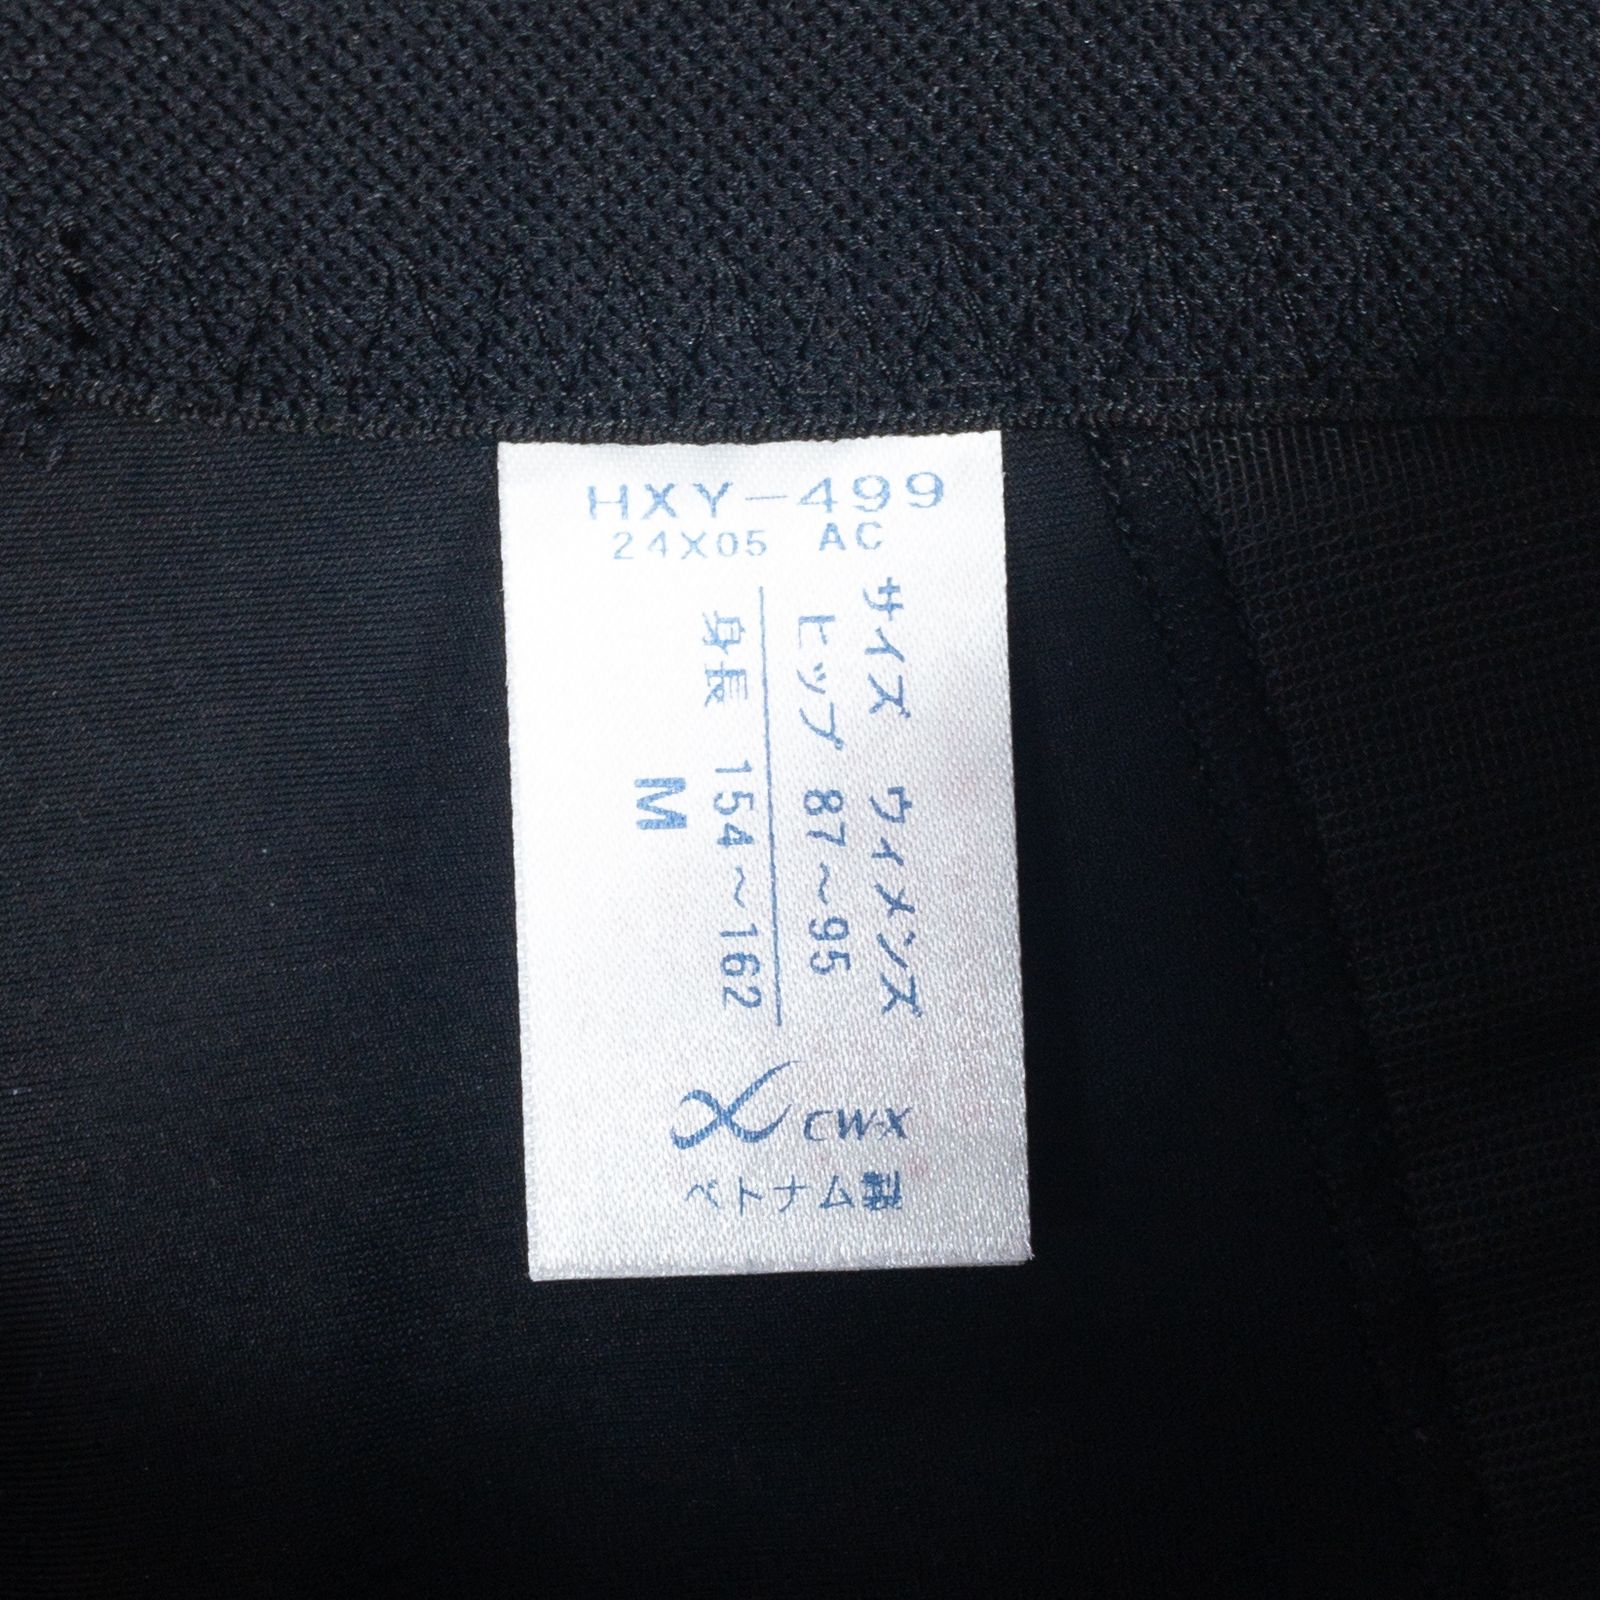 HXY-499
24X05 AC
サイズ ウィメンズ
ヒップ 87～95
身長 154～162
M
CW-X
ベトナム製